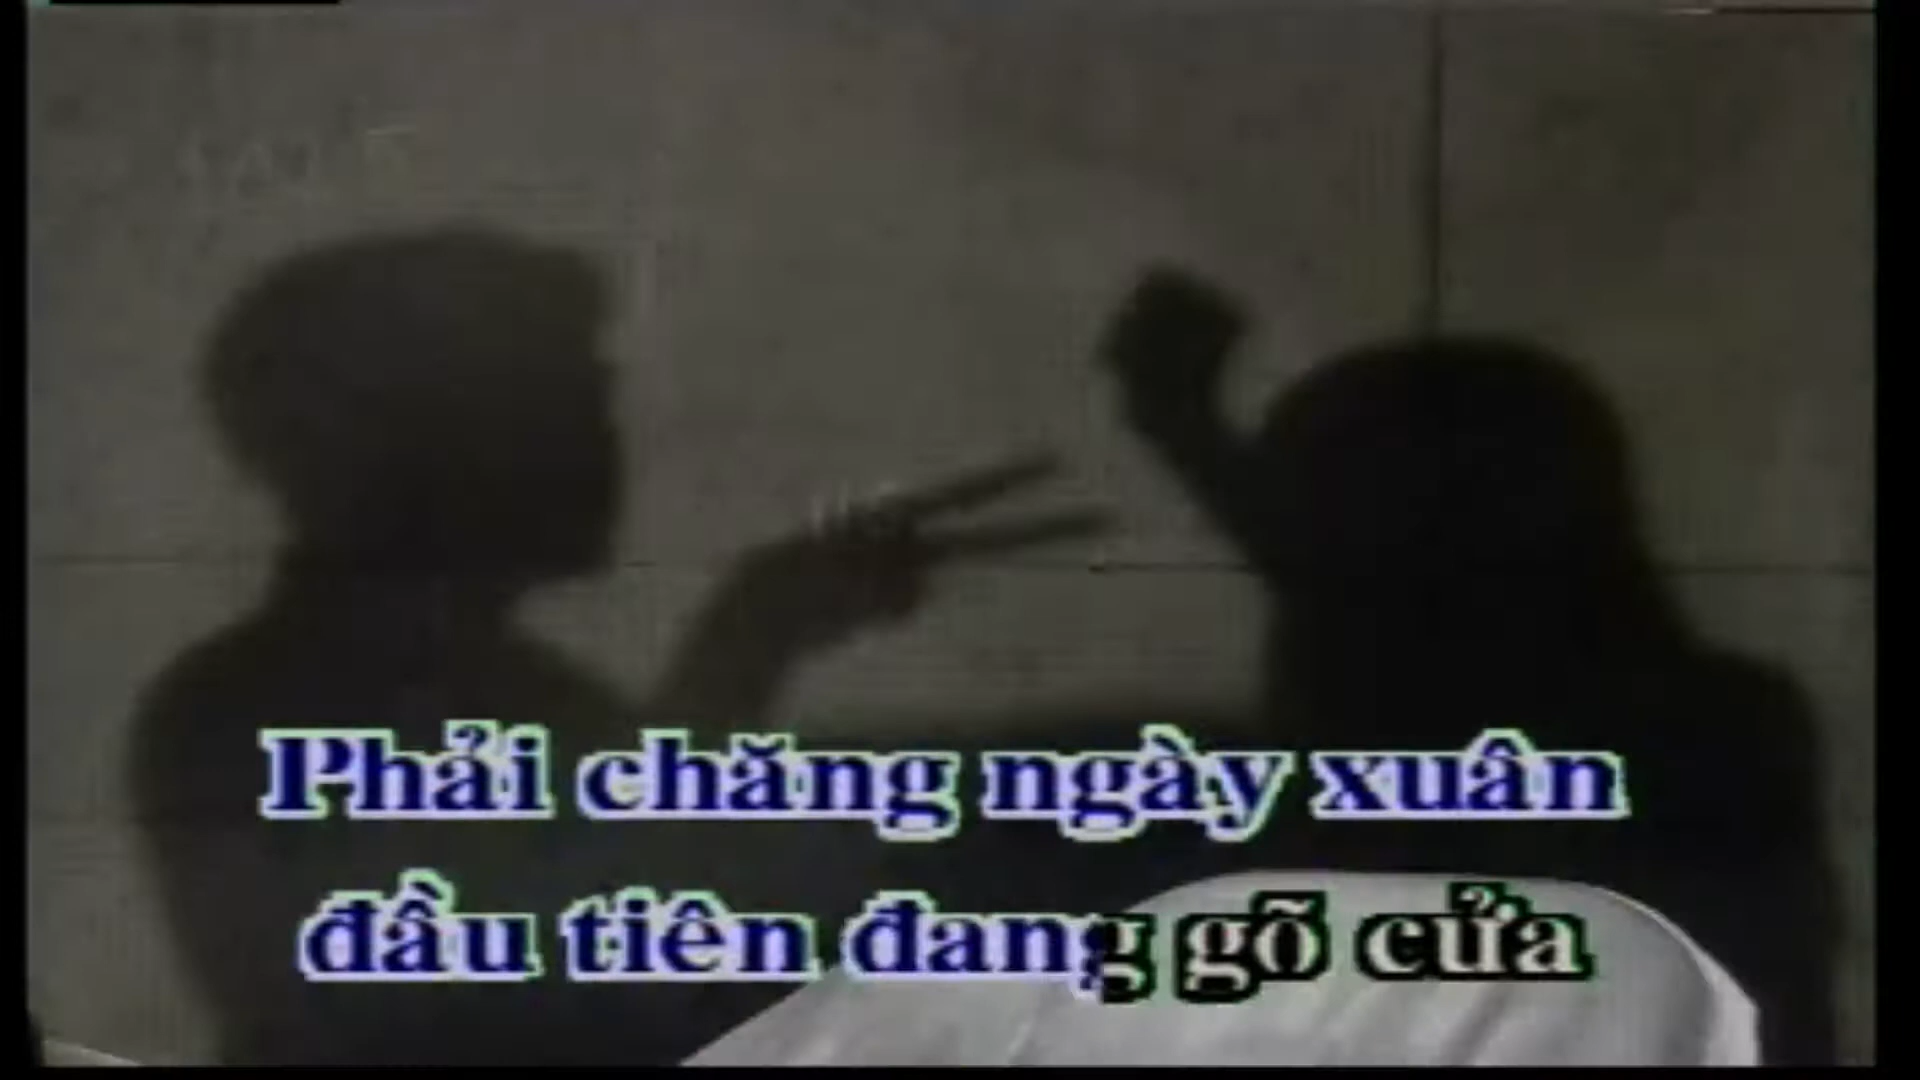 Phải chăng ngày xuân
đầu tiên đang gõ cửa